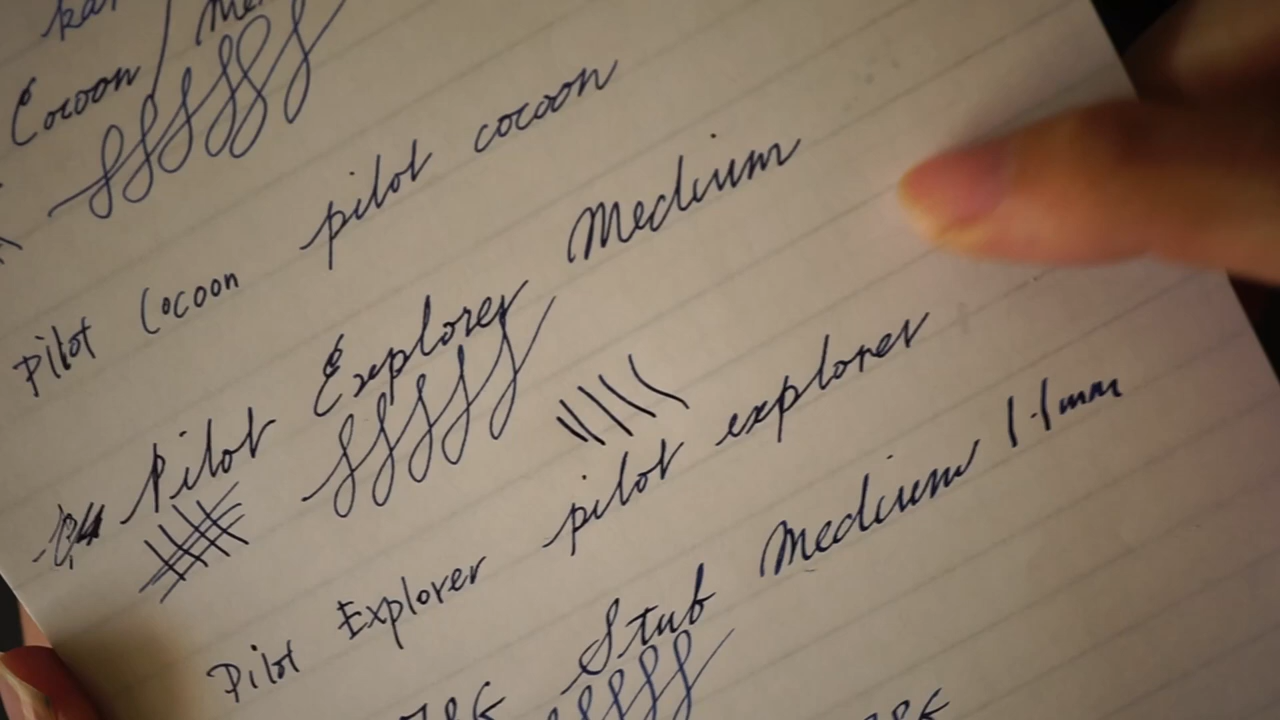 Cocoon /
Pilot Cocoon pilot cocoon
Pilot Explorer Medium
Pilot Explorer pilot explorer
Stub Medium 1.1mm